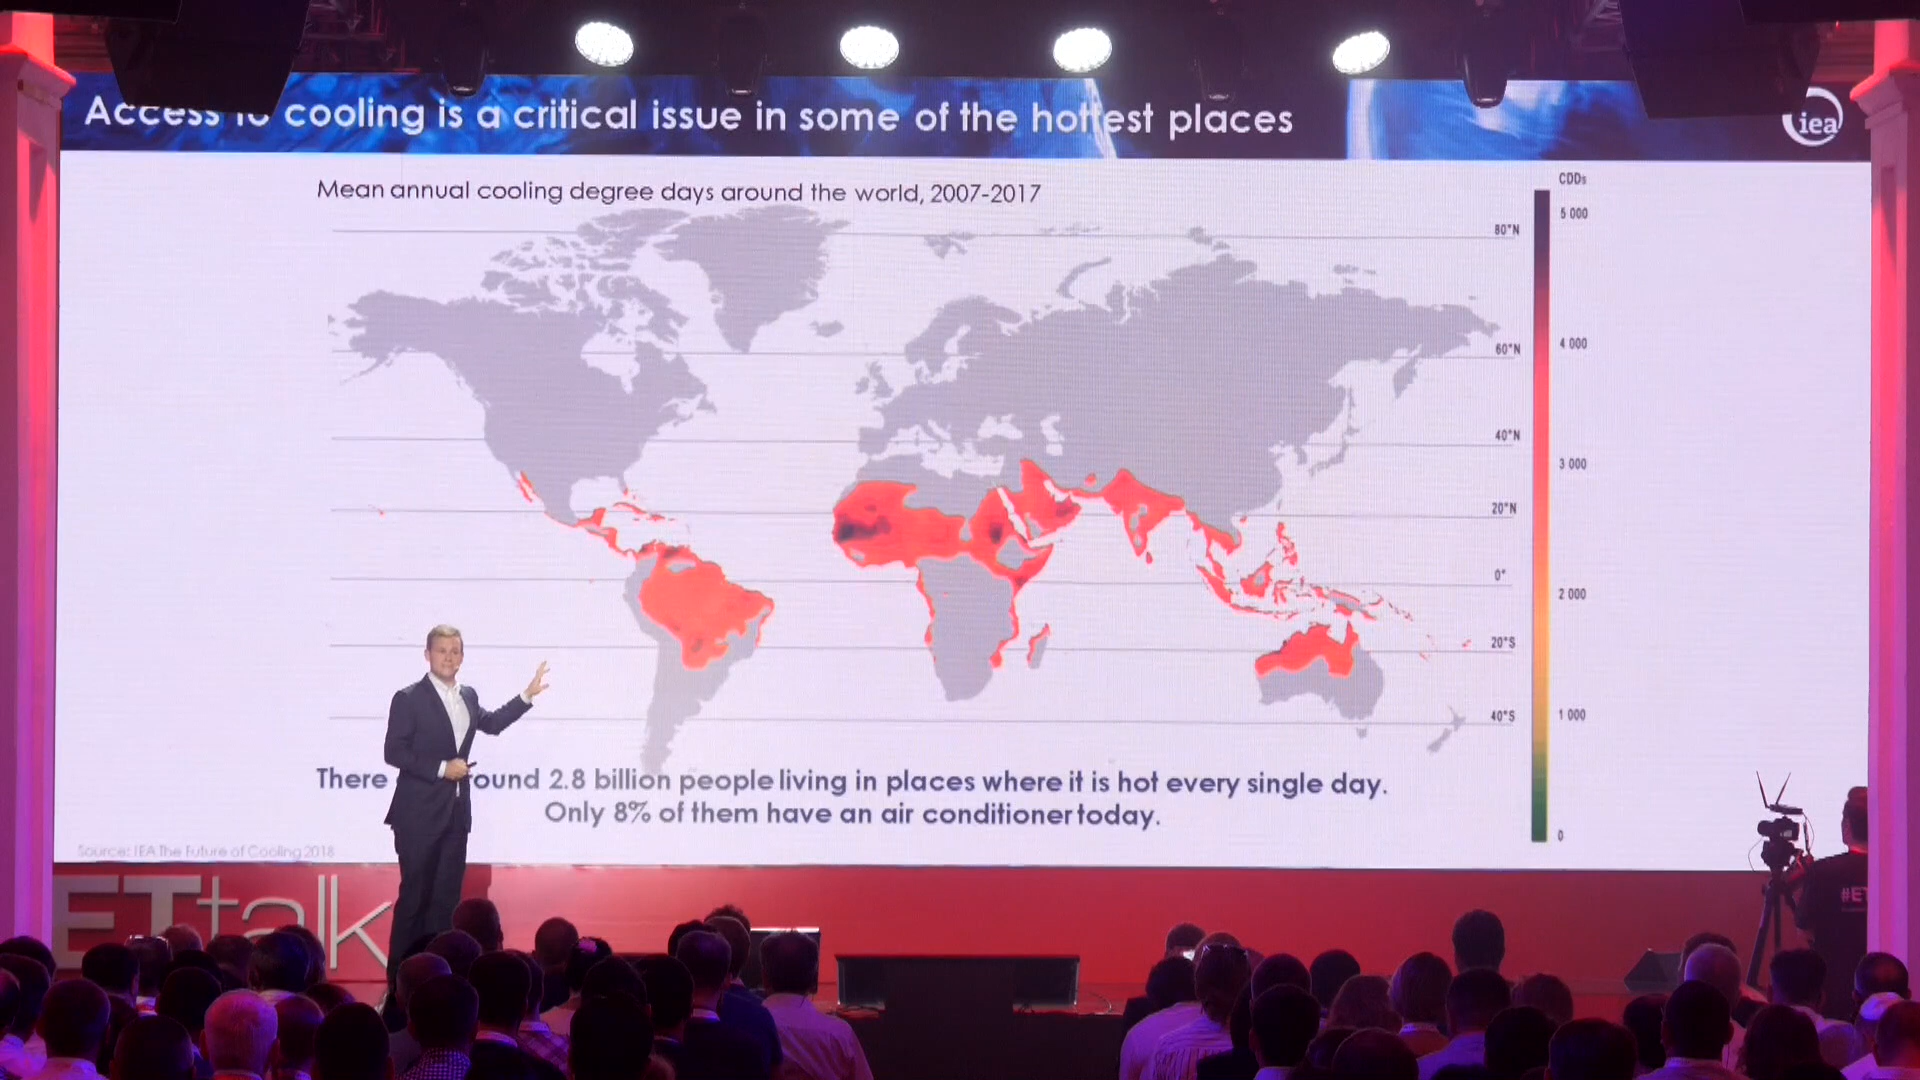 Access to cooling is a critical issue in some of the hottest places
iea
Mean annual cooling degree days around the world, 2007-2017
CDDs
5 000
80°N
60°N
4 000
40°N
3 000
20°N
0°
2 000
20°S
1 000
40°S
There ound 2.8 billion people living in places where it is hot every single day.
Only 8% of them have an air conditioner today.
0
Source: IEA The Future of Cooling 2018
ETtalk
#ET